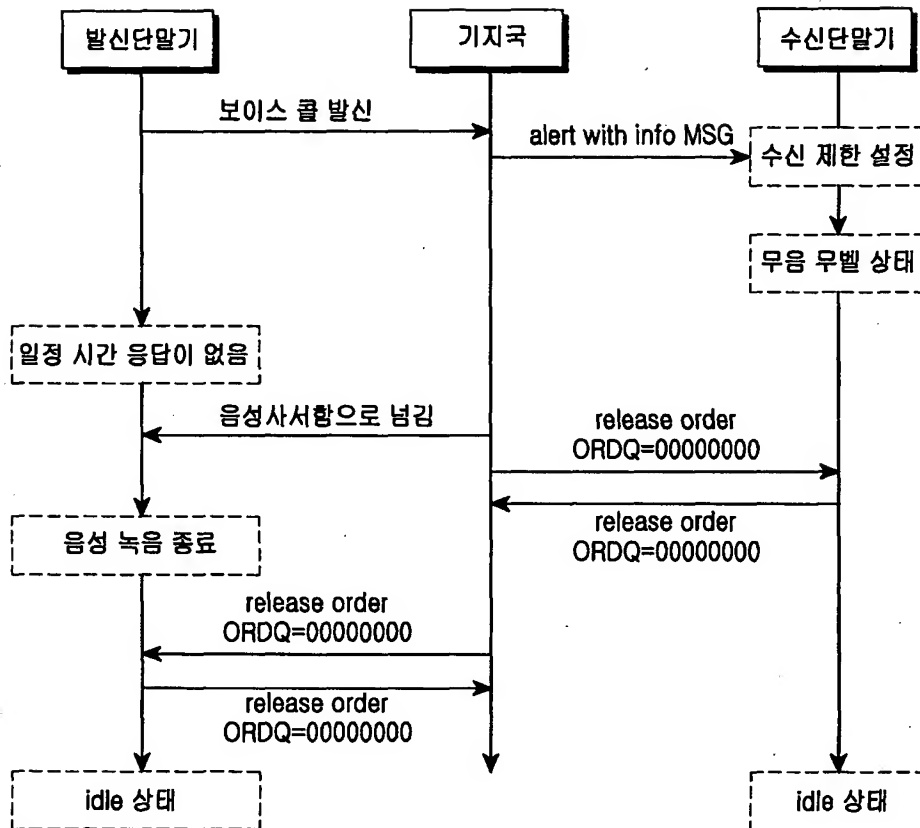 발신단말기
기지국
수신단말기
보이스 콜 발신
alert with info MSG
수신 제한 설정
무음 무벨 상태
일정 시간 응답이 없음
음성사서함으로 넘김
release order
ORDQ=00000000
release order
ORDQ=00000000
음성 녹음 종료
release order
ORDQ=00000000
release order
ORDQ=00000000
idle 상태
idle 상태